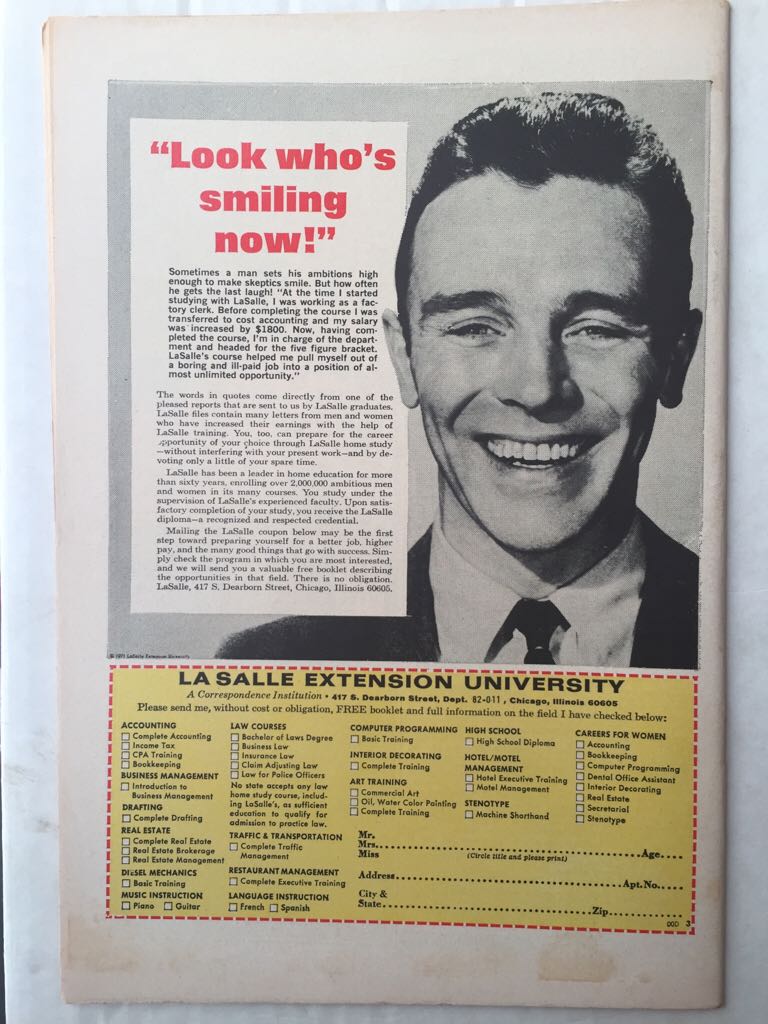 “Look who’s
smiling
now!”
Sometimes a man sets his ambitions high
enough to make skeptics smile. But how often
he gets the last laugh! “At the time I started
studying with LaSalle, I was working as a fac-
tory clerk. Before completing the course I was
transferred to cost accounting and my salary
was increased by $1800. Now, having com-
pleted the course, I’m in charge of the depart-
ment and headed for the five figure bracket.
LaSalle’s course helped me pull myself out of
a boring and ill-paid job into a position of al-
most unlimited opportunity.”
The words in quotes come directly from one of the
pleased reports that are sent to us by LaSalle graduates.
LaSalle files contain many letters from men and women
who have increased their earnings with the help of
LaSalle training. You, too, can prepare for the career
opportunity of your choice through LaSalle home study
—without interfering with your present work—and by de-
voting only a little of your spare time.
LaSalle has been a leader in home education for more
than sixty years, enrolling over 2,000,000 ambitious men
and women in its many courses. You study under the
supervision of LaSalle’s experienced faculty. Upon satis-
factory completion of your study, you receive the LaSalle
diploma—a recognized and respected credential.
Mailing the LaSalle coupon below may be the first
step toward preparing yourself for a better job, higher
pay, and the many good things that go with success. Sim-
ply check the program in which you are most interested,
and we will send you a valuable free booklet describing
the opportunities in that field. There is no obligation.
LaSalle, 417 S. Dearborn Street, Chicago, Illinois 60605.
© 1971 LaSalle Extension University
LA SALLE EXTENSION UNIVERSITY
A Correspondence Institution • 417 S. Dearborn Street, Dept. 82-011, Chicago, Illinois 60605
Please send me, without cost or obligation, FREE booklet and full information on the field I have checked below:
ACCOUNTING
Complete Accounting
Income Tax
CPA Training
Bookkeeping
BUSINESS MANAGEMENT
Introduction to
Business Management
DRAFTING
Complete Drafting
REAL ESTATE
Complete Real Estate
Real Estate Brokerage
Real Estate Management
DIESEL MECHANICS
Basic Training
MUSIC INSTRUCTION
Piano Guitar
LAW COURSES
Bachelor of Laws Degree
Business Law
Insurance Law
Claim Adjusting Law
Law for Police Officers
No state accepts any law
home study course, includ-
ing LaSalle’s, as sufficient
education to qualify for
admission to practice law.
TRAFFIC & TRANSPORTATION
Complete Traffic
Management
RESTAURANT MANAGEMENT
Complete Executive Training
LANGUAGE INSTRUCTION
French Spanish
COMPUTER PROGRAMMING
Basic Training
INTERIOR DECORATING
Complete Training
ART TRAINING
Commercial Art
Oil, Water Color Painting
Complete Training
HIGH SCHOOL
High School Diploma
HOTEL/MOTEL
MANAGEMENT
Hotel Executive Training
Motel Management
STENOTYPE
Machine Shorthand
CAREERS FOR WOMEN
Accounting
Bookkeeping
Computer Programming
Dental Office Assistant
Interior Decorating
Real Estate
Secretarial
Stenotype
Mr.
Mrs. Age
Miss (Circle title and please print)
Address Apt. No.
City &
State Zip
DOD 3